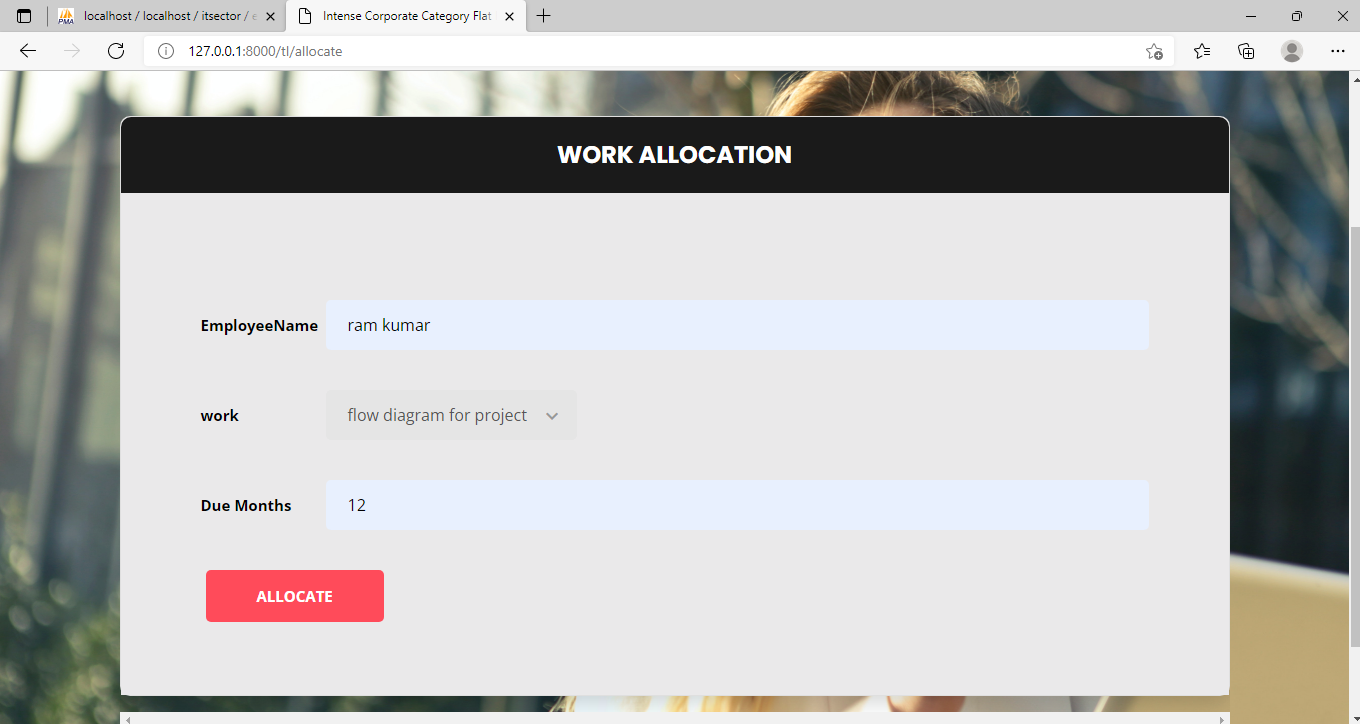 PMA localhost / localhost / itsector / e
Intense Corporate Category Flat
127.0.0.1:8000/tl/allocate
WORK ALLOCATION
EmployeeName ram kumar
work flow diagram for project
Due Months 12
ALLOCATE